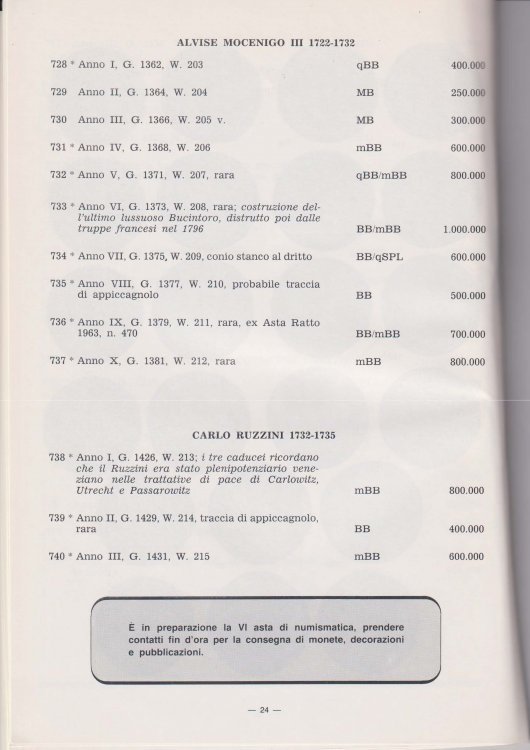 ALVISE MOCENIGO III 1722-1732
728 * Anno I, G. 1362, W. 203 qBB 400.000
729 Anno II, G. 1364, W. 204 MB 250.000
730 Anno III, G. 1366, W. 205 v. MB 300.000
731 * Anno IV, G. 1368, W. 206 mBB 600.000
732 * Anno V, G. 1371, W. 207, rara qBB/mBB 800.000
733 * Anno VI, G. 1373, W. 208, rara; costruzione del-
l'ultimo lussuoso Bucintoro, distrutto poi dalle
truppe francesi nel 1796 BB/mBB 1.000.000
734 * Anno VII, G. 1375, W. 209, conio stanco al dritto BB/qSPL 600.000
735 * Anno VIII, G. 1377, W. 210, probabile traccia
di appiccagnolo BB 500.000
736 * Anno IX, G. 1379, W. 211, rara, ex Asta Ratto
1963, n. 470 BB/mBB 700.000
737 * Anno X, G. 1381, W. 212, rara mBB 800.000
CARLO RUZZINI 1732-1735
738 * Anno I, G. 1426, W. 213; i tre caducei ricordano
che il Ruzzini era stato plenipotenziario vene-
ziano nelle trattative di pace di Carlowitz,
Utrecht e Passarowitz mBB 800.000
739 * Anno II, G. 1429, W. 214, traccia di appiccagnolo,
rara BB 400.000
740 * Anno III, G. 1431, W. 215 mBB 600.000
È in preparazione la VI asta di numismatica, prendere
contatti fin d'ora per la consegna di monete, decorazioni
e pubblicazioni.
— 24 —